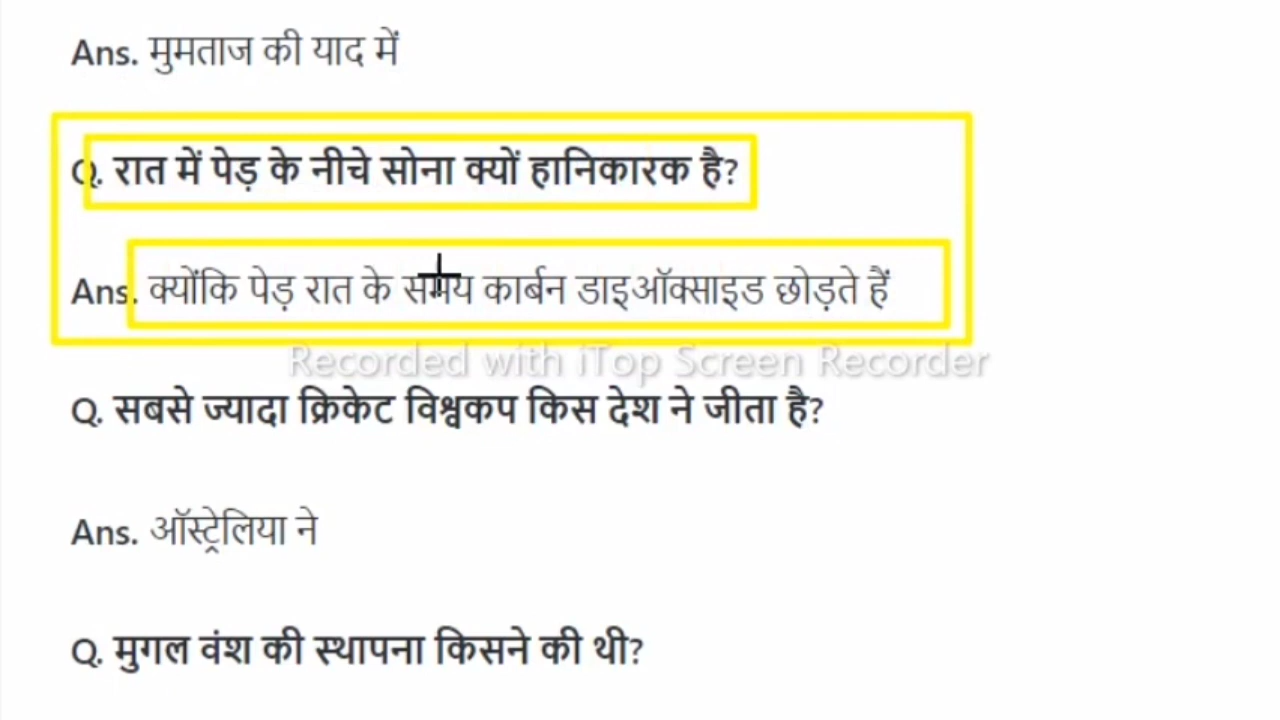 Ans. मुमताज की याद में
Q. रात में पेड़ के नीचे सोना क्यों हानिकारक है?
Ans. क्योंकि पेड़ रात के समय कार्बन डाइऑक्साइड छोड़ते हैं
Recorded with iTop Screen Recorder
Q. सबसे ज्यादा क्रिकेट विश्वकप किस देश ने जीता है?
Ans. ऑस्ट्रेलिया ने
Q. मुगल वंश की स्थापना किसने की थी?